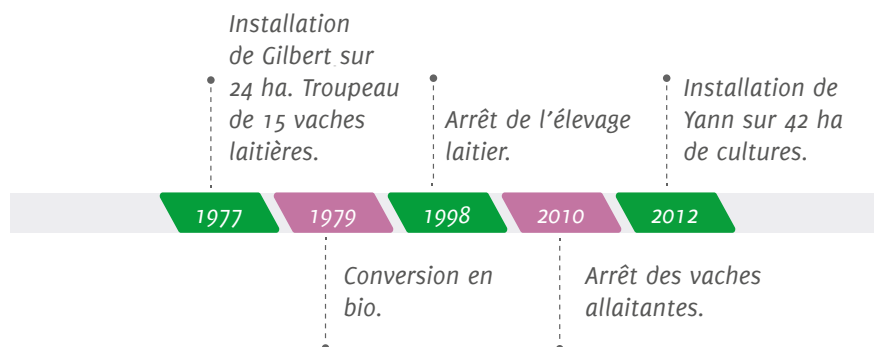 Installation
de Gilbert sur
24 ha. Troupeau
de 15 vaches
laitières.
Arrêt de l'élevage
laitier.
Installation de
Yann sur 42 ha
de cultures.
1977
1979
1998
2010
2012
Conversion en
bio.
Arrêt des vaches
allaitantes.